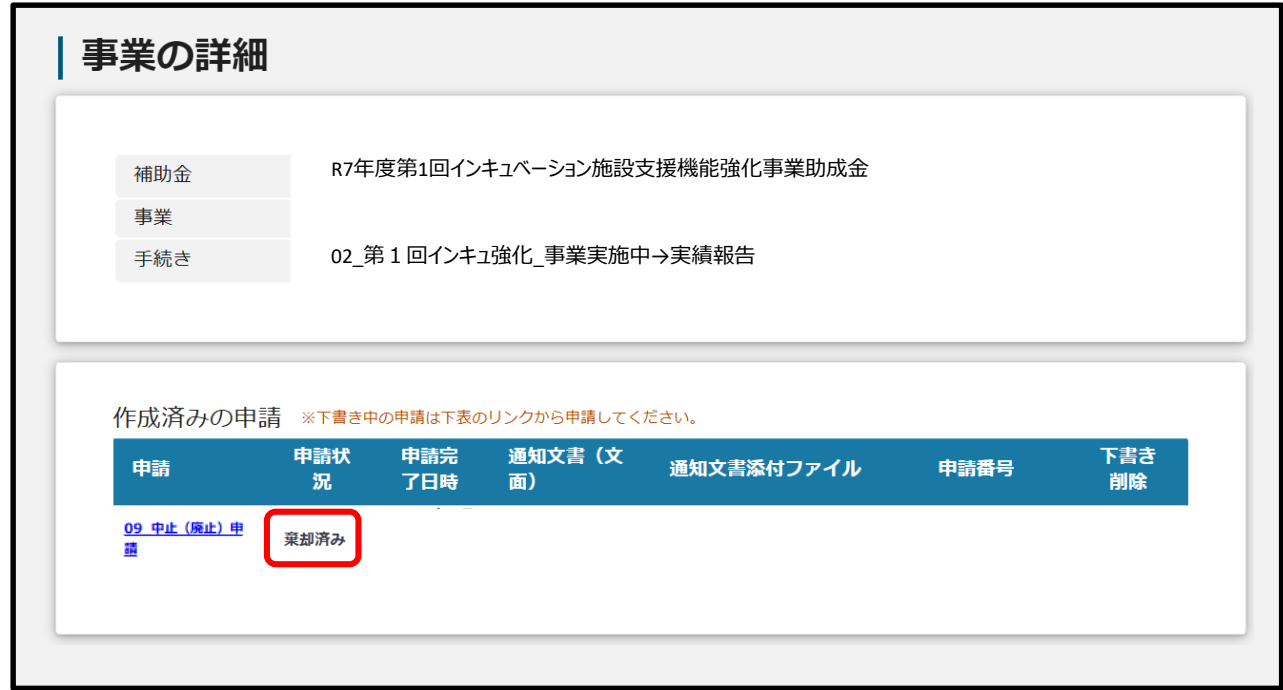 事業の詳細
補助金
R7年度第1回インキュベーション施設支援機能強化事業助成金
事業
手続き
02_第１回インキュ強化_事業実施中→実績報告
作成済みの申請 ※下書き中の申請は下表のリンクから申請してください。
申請 申請状況 申請完了日時 通知文書（文面） 通知文書添付ファイル 申請番号 下書き削除
09_中止（廃止）申請 棄却済み